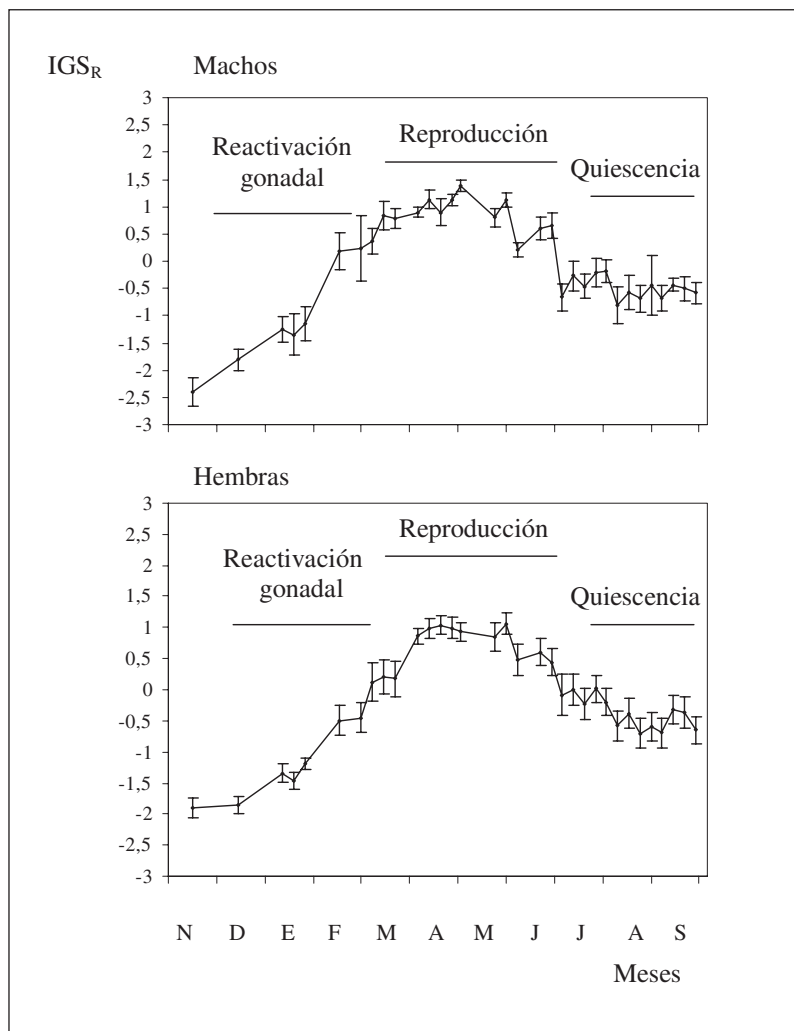 IGSR Machos
3
2,5
2
1,5
1
0,5
0
-0,5
-1
-1,5
-2
-2,5
-3
Reactivación
gonadal
Reproducción
Quiescencia
Hembras
3
2,5
2
1,5
1
0,5
0
-0,5
-1
-1,5
-2
-2,5
-3
Reactivación
gonadal
Reproducción
Quiescencia
N D E F M A M J J A S
Meses